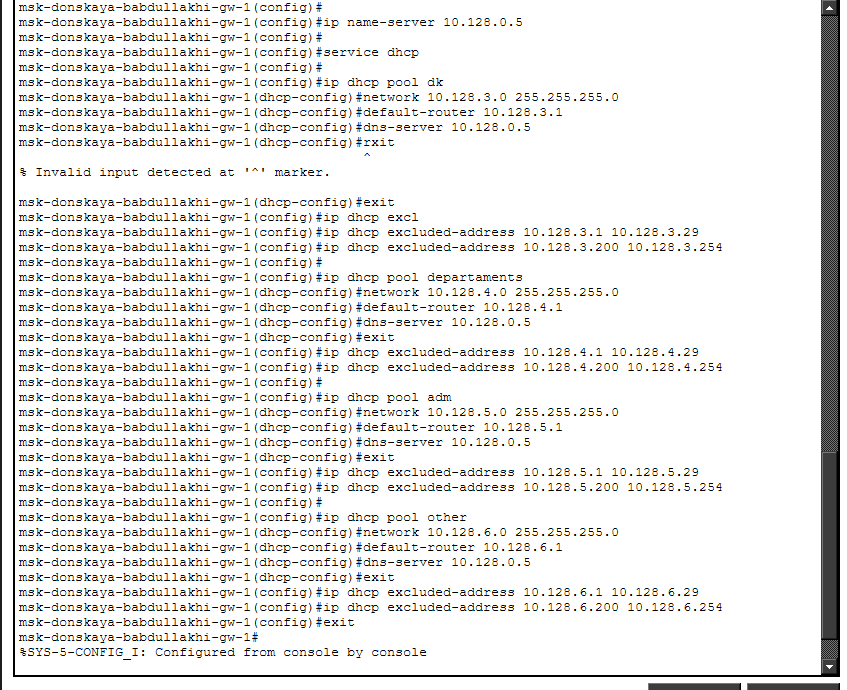 msk-donskaya-babdullakhi-gw-1(config)#
msk-donskaya-babdullakhi-gw-1(config)#ip name-server 10.128.0.5
msk-donskaya-babdullakhi-gw-1(config)#
msk-donskaya-babdullakhi-gw-1(config)#service dhcp
msk-donskaya-babdullakhi-gw-1(config)#
msk-donskaya-babdullakhi-gw-1(config)#ip dhcp pool dk
msk-donskaya-babdullakhi-gw-1(dhcp-config)#network 10.128.3.0 255.255.255.0
msk-donskaya-babdullakhi-gw-1(dhcp-config)#default-router 10.128.3.1
msk-donskaya-babdullakhi-gw-1(dhcp-config)#dns-server 10.128.0.5
msk-donskaya-babdullakhi-gw-1(dhcp-config)#rxit
^
% Invalid input detected at '^' marker.
msk-donskaya-babdullakhi-gw-1(dhcp-config)#exit
msk-donskaya-babdullakhi-gw-1(config)#ip dhcp excl
msk-donskaya-babdullakhi-gw-1(config)#ip dhcp excluded-address 10.128.3.1 10.128.3.29
msk-donskaya-babdullakhi-gw-1(config)#ip dhcp excluded-address 10.128.3.200 10.128.3.254
msk-donskaya-babdullakhi-gw-1(config)#
msk-donskaya-babdullakhi-gw-1(config)#ip dhcp pool departaments
msk-donskaya-babdullakhi-gw-1(dhcp-config)#network 10.128.4.0 255.255.255.0
msk-donskaya-babdullakhi-gw-1(dhcp-config)#default-router 10.128.4.1
msk-donskaya-babdullakhi-gw-1(dhcp-config)#dns-server 10.128.0.5
msk-donskaya-babdullakhi-gw-1(dhcp-config)#exit
msk-donskaya-babdullakhi-gw-1(config)#ip dhcp excluded-address 10.128.4.1 10.128.4.29
msk-donskaya-babdullakhi-gw-1(config)#ip dhcp excluded-address 10.128.4.200 10.128.4.254
msk-donskaya-babdullakhi-gw-1(config)#
msk-donskaya-babdullakhi-gw-1(config)#ip dhcp pool adm
msk-donskaya-babdullakhi-gw-1(dhcp-config)#network 10.128.5.0 255.255.255.0
msk-donskaya-babdullakhi-gw-1(dhcp-config)#default-router 10.128.5.1
msk-donskaya-babdullakhi-gw-1(dhcp-config)#dns-server 10.128.0.5
msk-donskaya-babdullakhi-gw-1(dhcp-config)#exit
msk-donskaya-babdullakhi-gw-1(config)#ip dhcp excluded-address 10.128.5.1 10.128.5.29
msk-donskaya-babdullakhi-gw-1(config)#ip dhcp excluded-address 10.128.5.200 10.128.5.254
msk-donskaya-babdullakhi-gw-1(config)#
msk-donskaya-babdullakhi-gw-1(config)#ip dhcp pool other
msk-donskaya-babdullakhi-gw-1(dhcp-config)#network 10.128.6.0 255.255.255.0
msk-donskaya-babdullakhi-gw-1(dhcp-config)#default-router 10.128.6.1
msk-donskaya-babdullakhi-gw-1(dhcp-config)#dns-server 10.128.0.5
msk-donskaya-babdullakhi-gw-1(dhcp-config)#exit
msk-donskaya-babdullakhi-gw-1(config)#ip dhcp excluded-address 10.128.6.1 10.128.6.29
msk-donskaya-babdullakhi-gw-1(config)#ip dhcp excluded-address 10.128.6.200 10.128.6.254
msk-donskaya-babdullakhi-gw-1(config)#exit
msk-donskaya-babdullakhi-gw-1#
%SYS-5-CONFIG_I: Configured from console by console